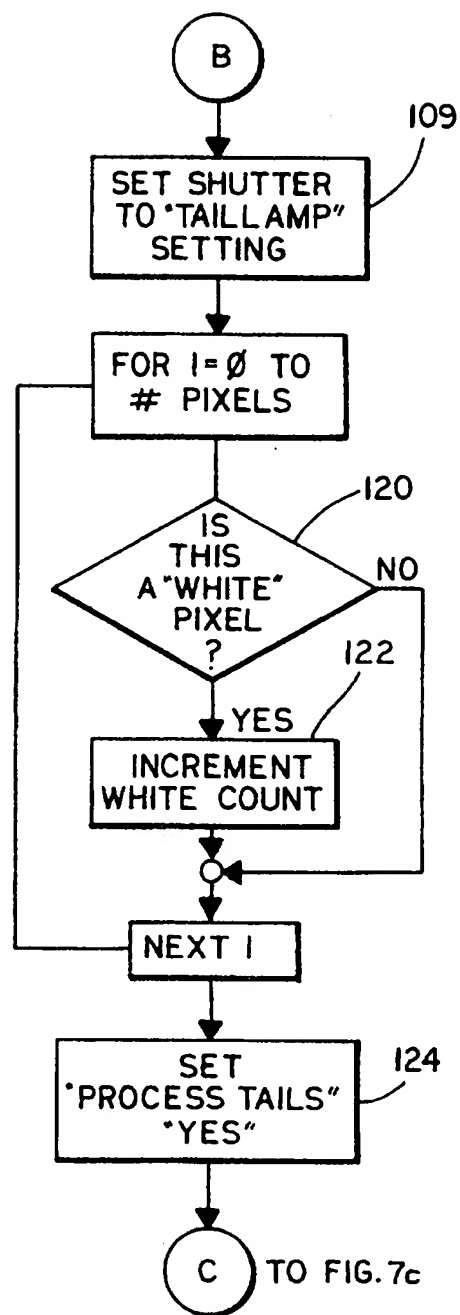 B
109
SET SHUTTER
TO "TAILLAMP"
SETTING
FOR I=Ø TO
# PIXELS
120
IS
THIS
A "WHITE"
PIXEL
?
NO
122
YES
INCREMENT
WHITE COUNT
NEXT I
SET
"PROCESS TAILS"
"YES"
124
C TO FIG. 7c